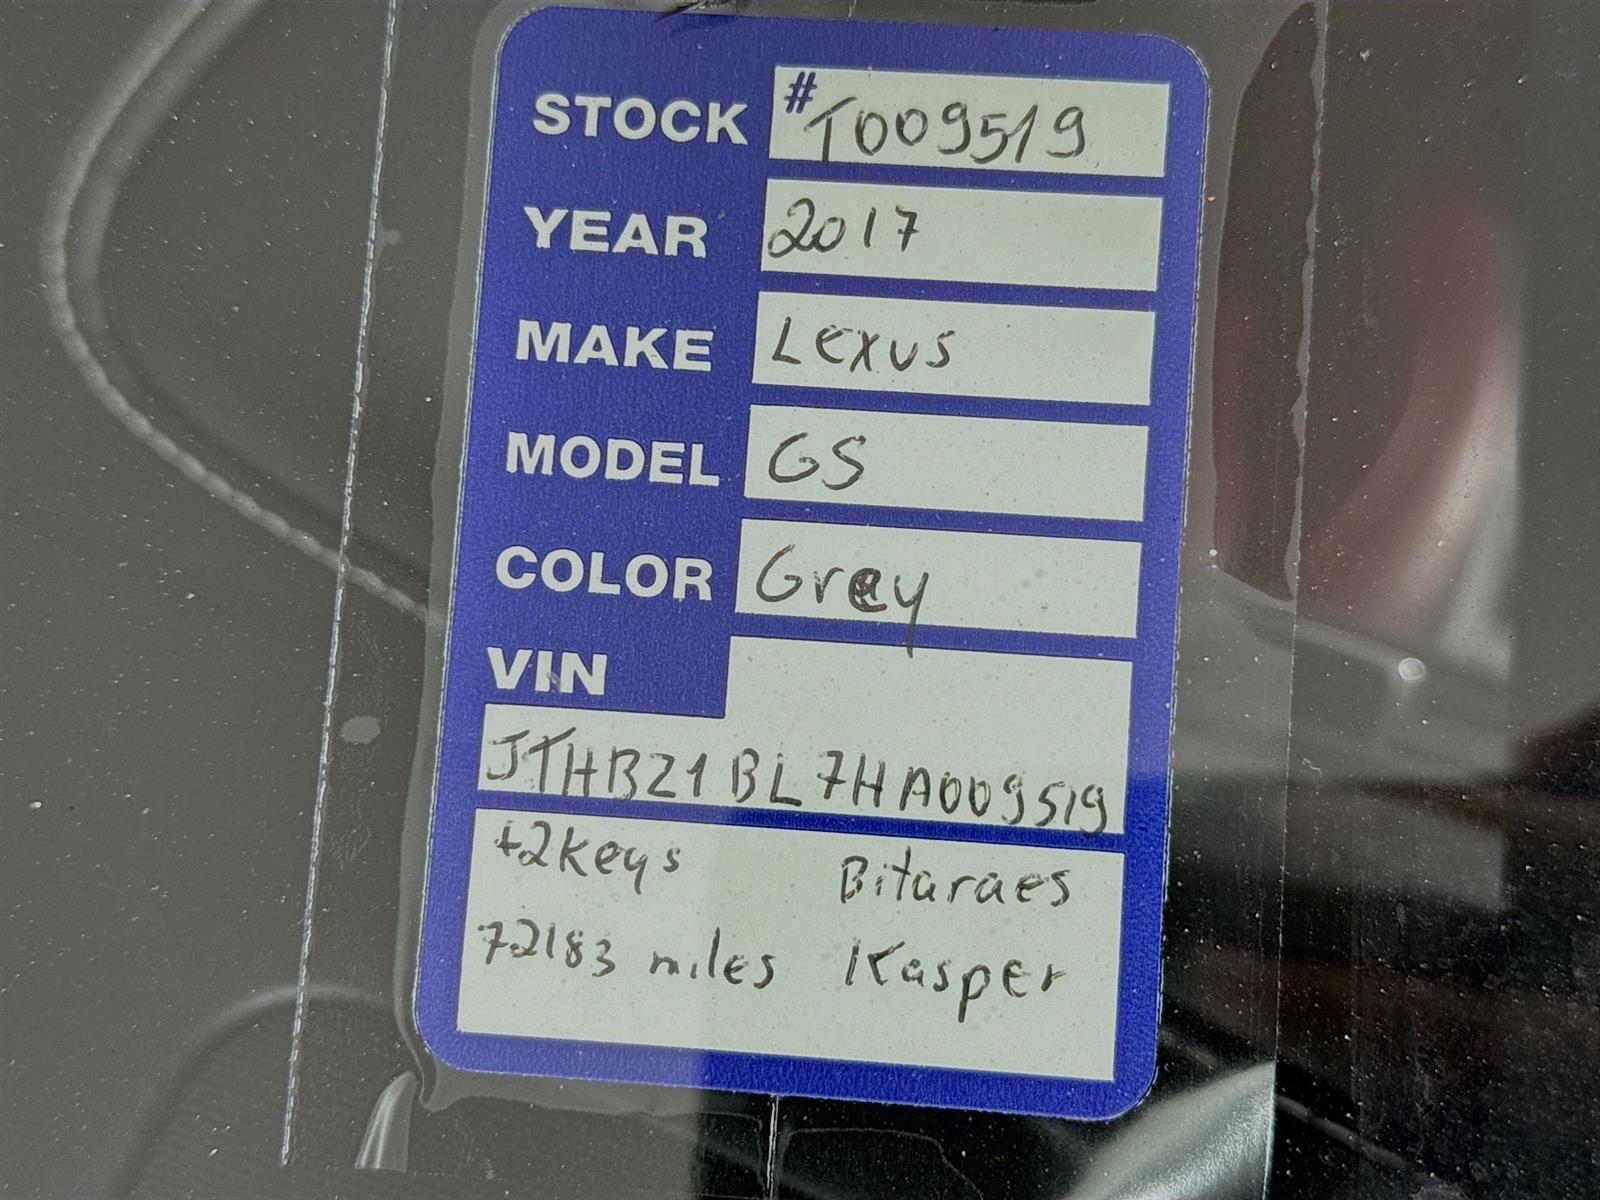 STOCK #T009519
YEAR 2017
MAKE Lexus
MODEL GS
COLOR Grey
VIN
JTHBZ1BL7HA009519
+2keys Bitaraes
72183 miles Kasper